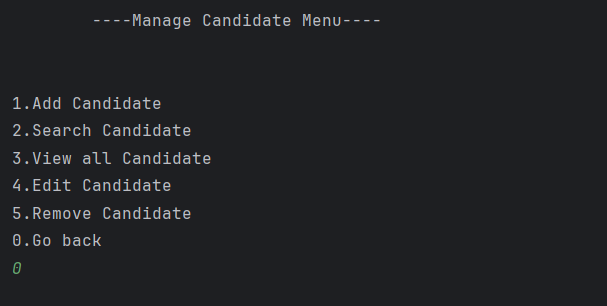 ----Manage Candidate Menu----
1.Add Candidate
2.Search Candidate
3.View all Candidate
4.Edit Candidate
5.Remove Candidate
0.Go back
0